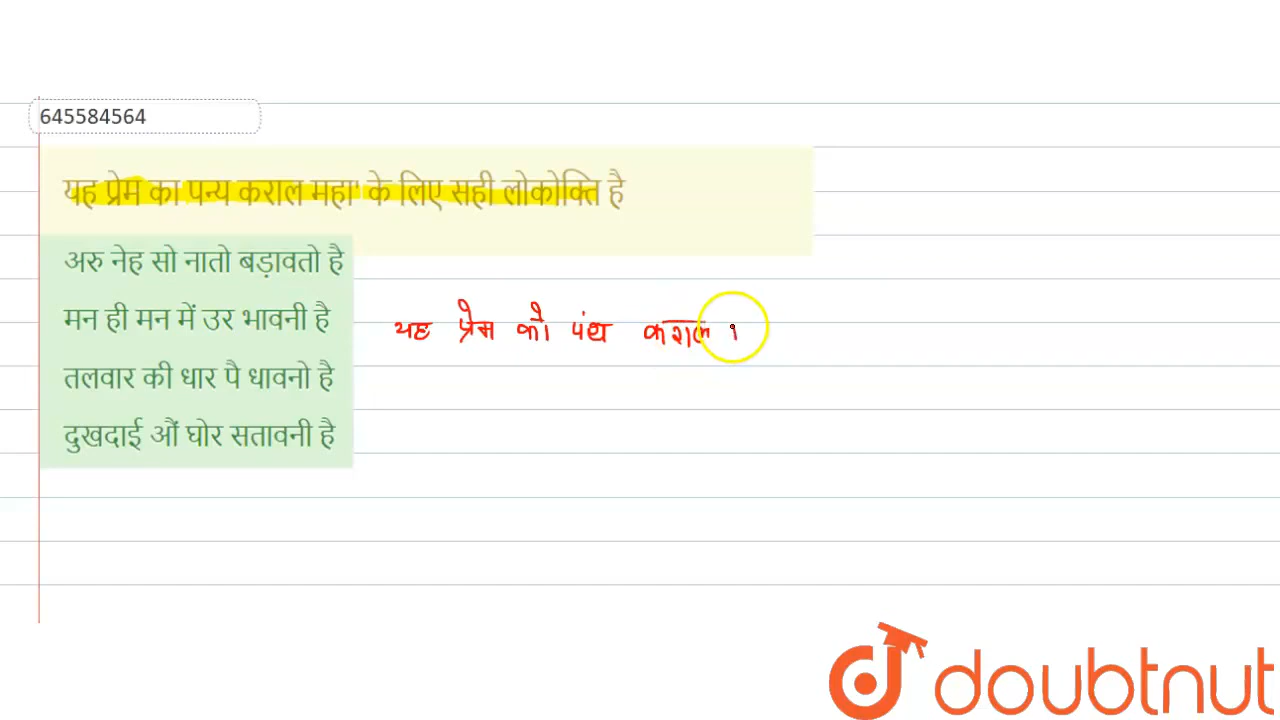 645584564
यह प्रेम का पन्य कराल महा' के लिए सही लोकोक्ति है
अरु नेह सो नातो बड़ावतो है
मन ही मन में उर भावनी है
यह प्रेम कौ पंथ कराल
तलवार की धार पै धावनो है
दुखदाई औं घोर सतावनी है
doubtnut